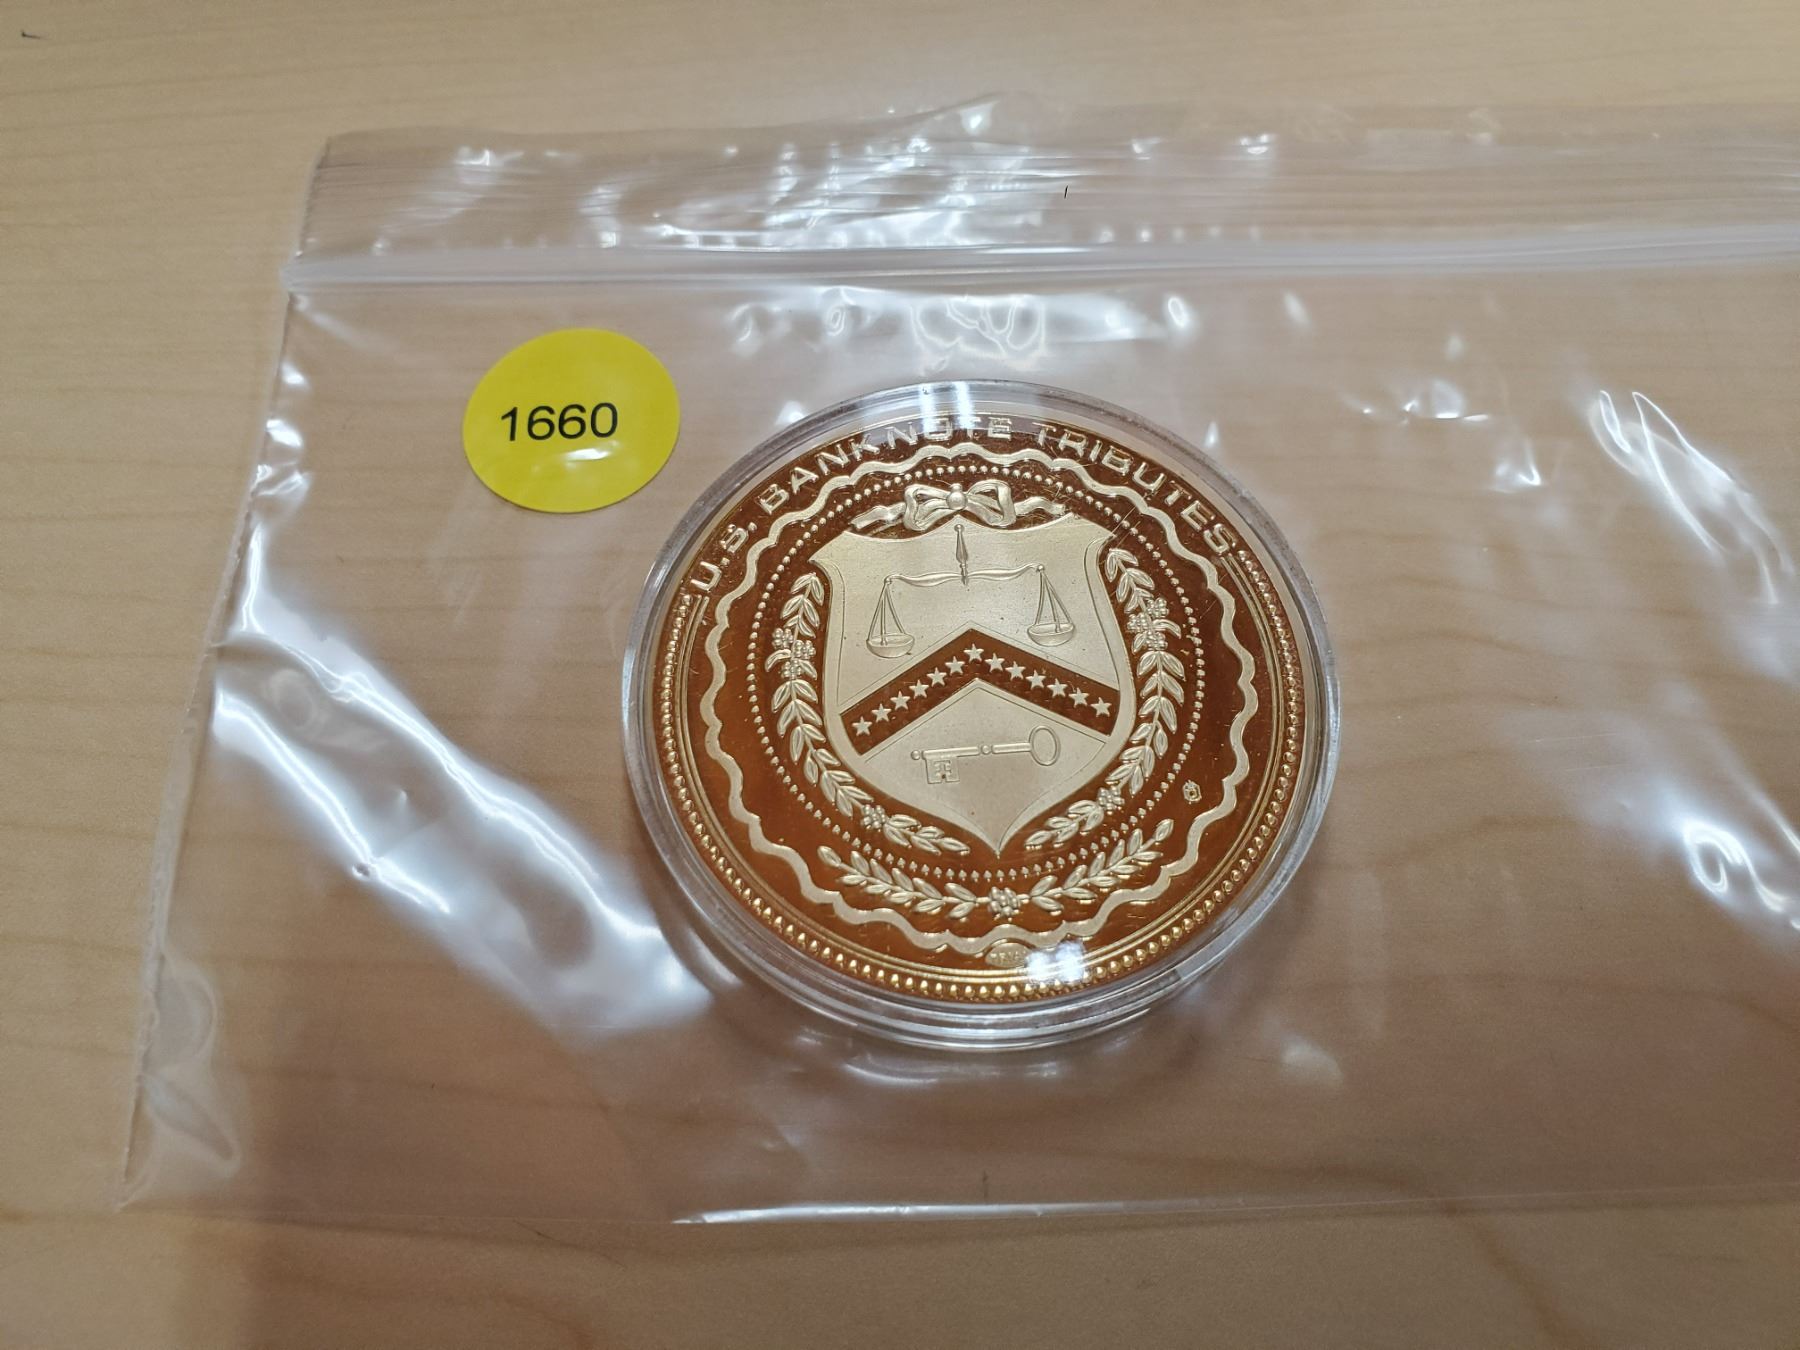 1660
U.S. BANKNOTE TRIBUTES